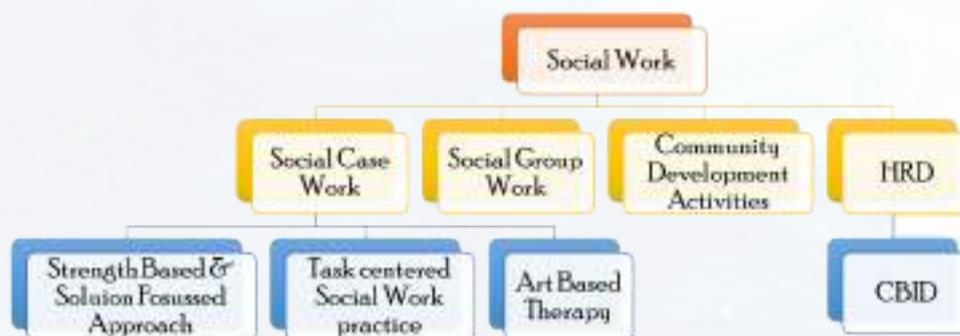 Social Work
Social Case
Work
Social Group
Work
Community
Development
Activities
HRD
Strength Based &
Soluion Fosussed
Approach
Task centered
Social Work
practice
Art Based
Therapy
CBID